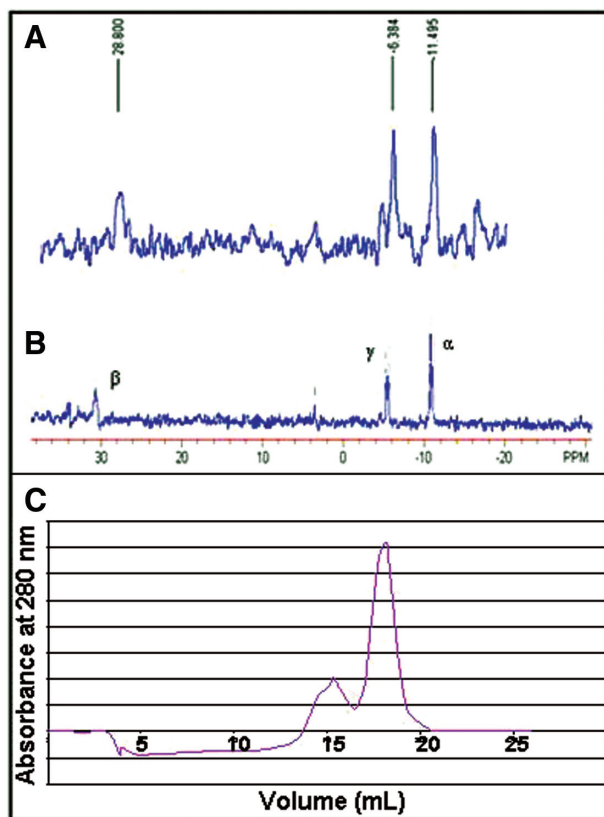 A
28.800
-6.384
-11.495
B
β
γ
α
30 20 10 0 -10 -20 PPM
C
Absorbance at 280 nm
5 10 15 20 25
Volume (mL)